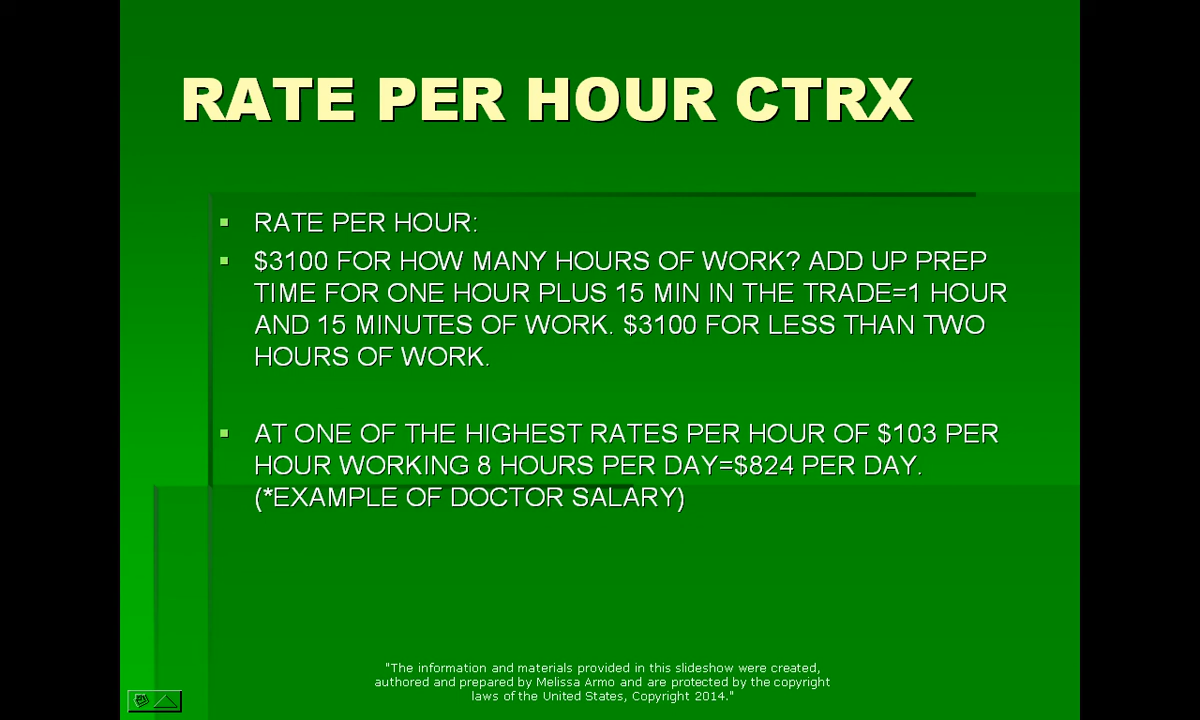 RATE PER HOUR CTRX
RATE PER HOUR:
$3100 FOR HOW MANY HOURS OF WORK? ADD UP PREP
TIME FOR ONE HOUR PLUS 15 MIN IN THE TRADE=1 HOUR
AND 15 MINUTES OF WORK. $3100 FOR LESS THAN TWO
HOURS OF WORK.
AT ONE OF THE HIGHEST RATES PER HOUR OF $103 PER
HOUR WORKING 8 HOURS PER DAY=$824 PER DAY.
(*EXAMPLE OF DOCTOR SALARY)
"The information and materials provided in this slideshow were created,
authored and prepared by Melissa Armo and are protected by the copyright
laws of the United States, Copyright 2014."